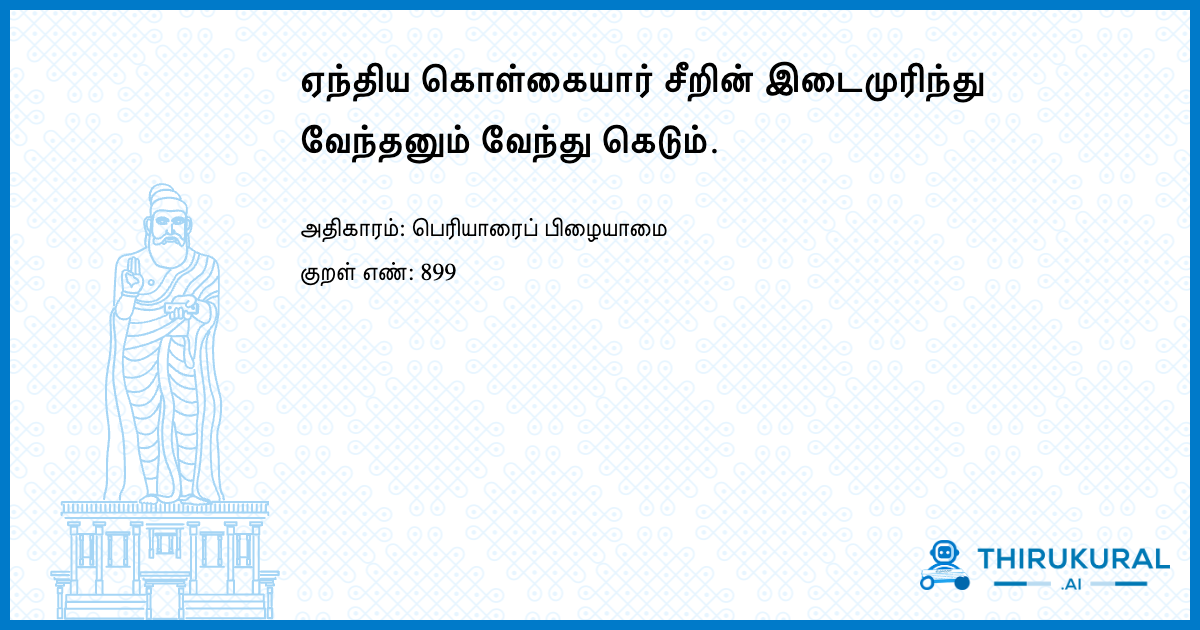 ஏந்திய கொள்கையார் சீறின் இடைமுரிந்து
வேந்தனும் வேந்து கெடும்.
அதிகாரம்: பெரியாரைப் பிழையாமை
குறள் எண்: 899
THIRUKURAL
.AI